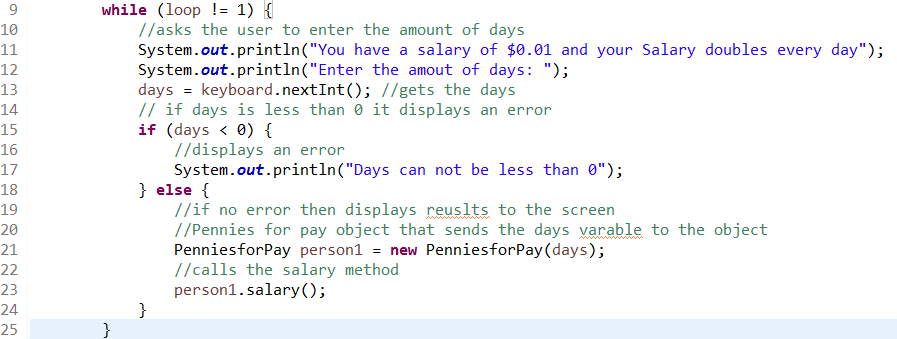 9 while (loop != 1) {
10 //asks the user to enter the amount of days
11 System.out.println("You have a salary of $0.01 and your Salary doubles every day");
12 System.out.println("Enter the amout of days: ");
13 days = keyboard.nextInt(); //gets the days
14 // if days is less than 0 it displays an error
15 if (days < 0) {
16 //displays an error
17 System.out.println("Days can not be less than 0");
18 } else {
19 //if no error then displays reuslts to the screen
20 //Pennies for pay object that sends the days varable to the object
21 PenniesforPay person1 = new PenniesforPay(days);
22 //calls the salary method
23 person1.salary();
24 }
25 }